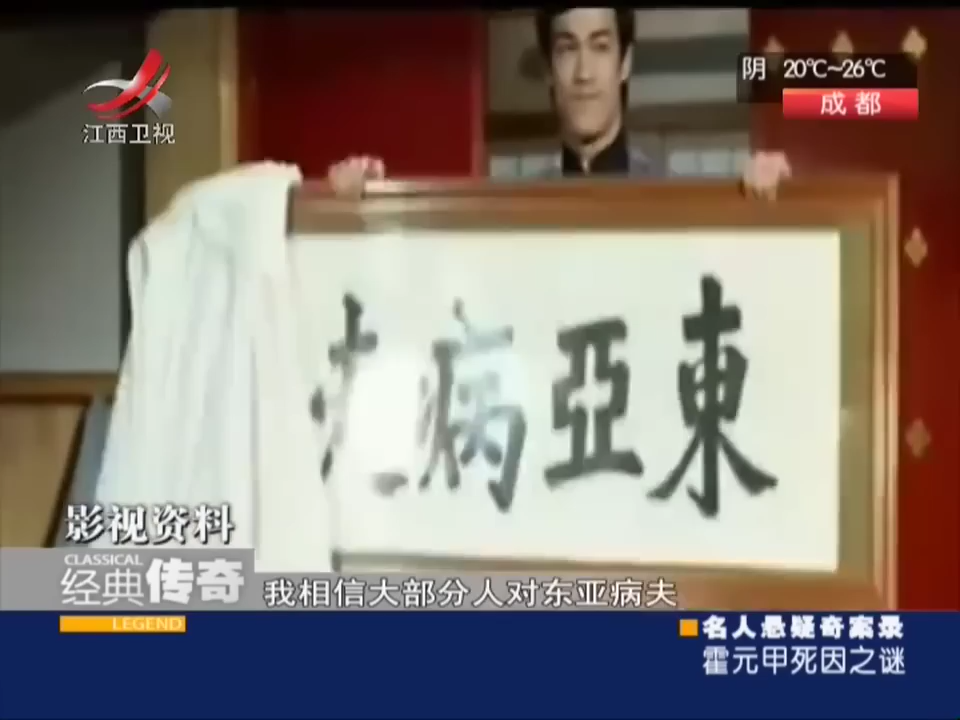 江西卫视
阴 20℃~26℃
成都
東亞病夫
影视资料
CLASSICAL
经典传奇
LEGEND
我相信大部分人对东亚病夫
名人悬疑奇案录
霍元甲死因之谜